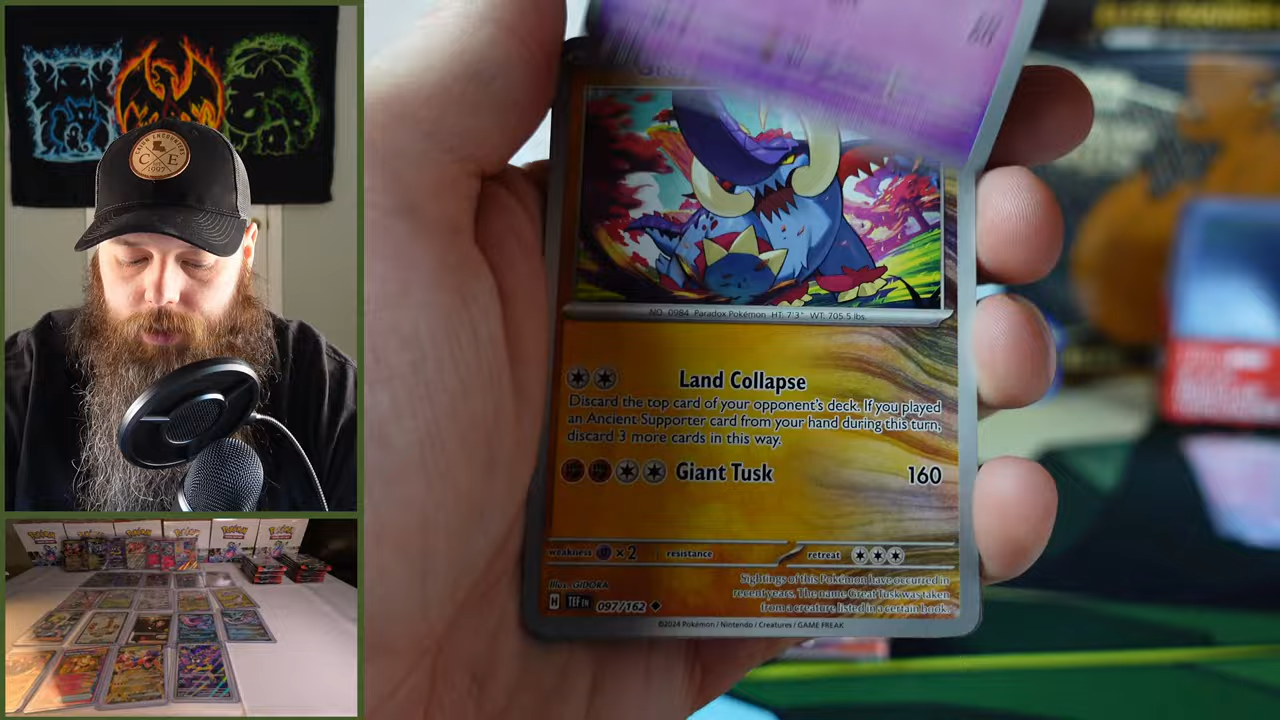 C E
1997
NO. 0984 Paradox Pokémon HT: 7'3" WT: 705.5 lbs.
Land Collapse
Discard the top card of your opponent's deck. If you played
an Ancient Supporter card from your hand during this turn,
discard 3 more cards in this way.
Giant Tusk 160
weakness ×2 resistance retreat
Illus. GIDORA
Sightings of this Pokémon have occurred in
recent years. The name Great Tusk was taken
from a creature listed in a certain book.
H TEF EN 097/162
©2024 Pokémon / Nintendo / Creatures / GAME FREAK